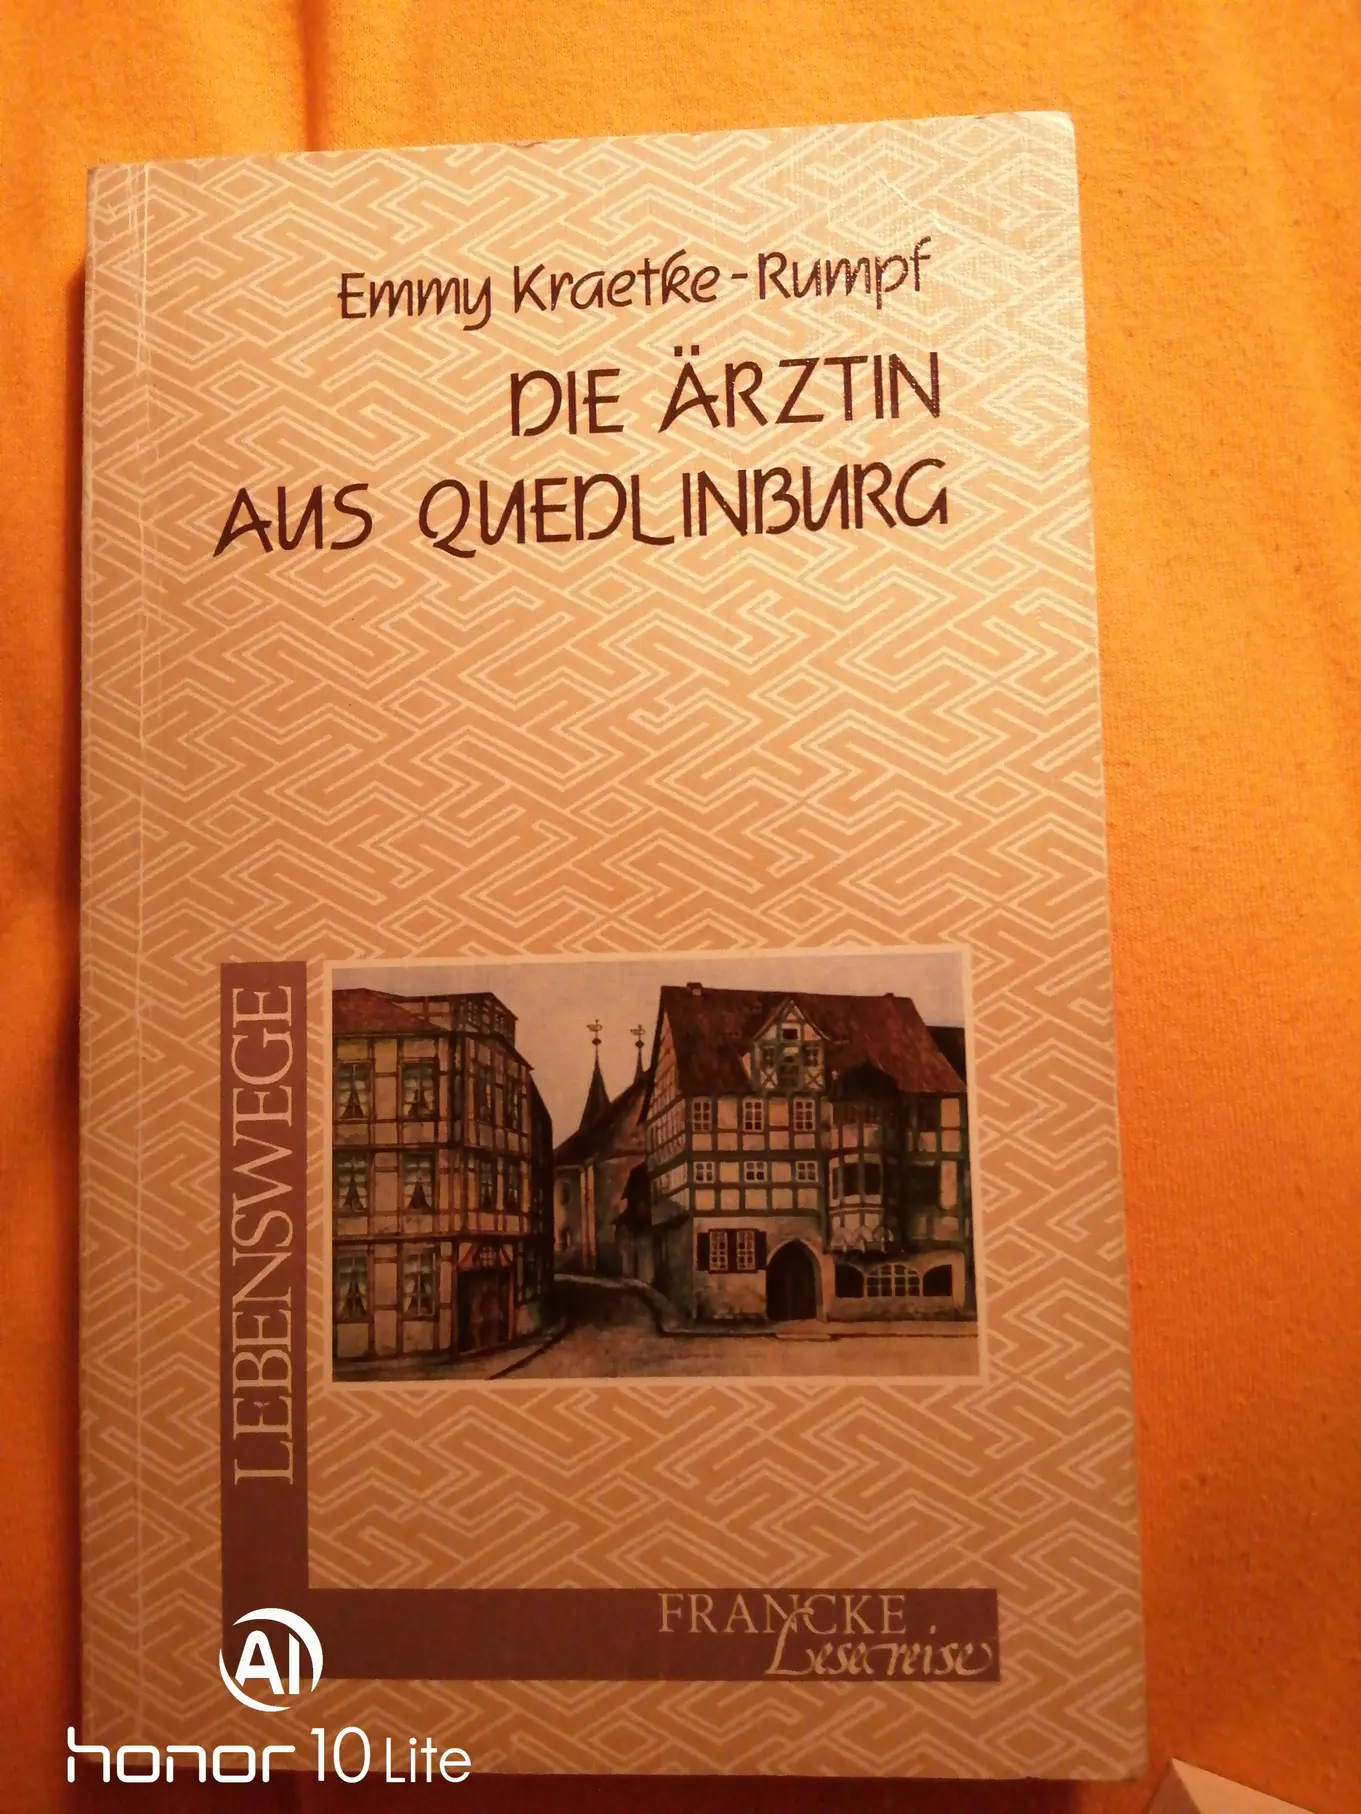 Emmy Kraetke-Rumpf
DIE ÄRZTIN
AUS QUEDLINBURG
LEBENSWEGE
FRANCKE
Lesereise
AI
honor 10 Lite